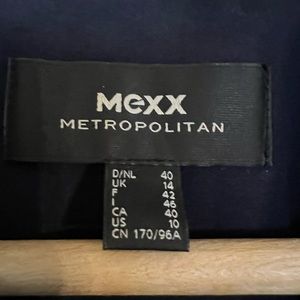 mexx
METROPOLITAN
D/NL 40
UK 14
F 42
I 46
CA 40
US 10
CN 170/96A